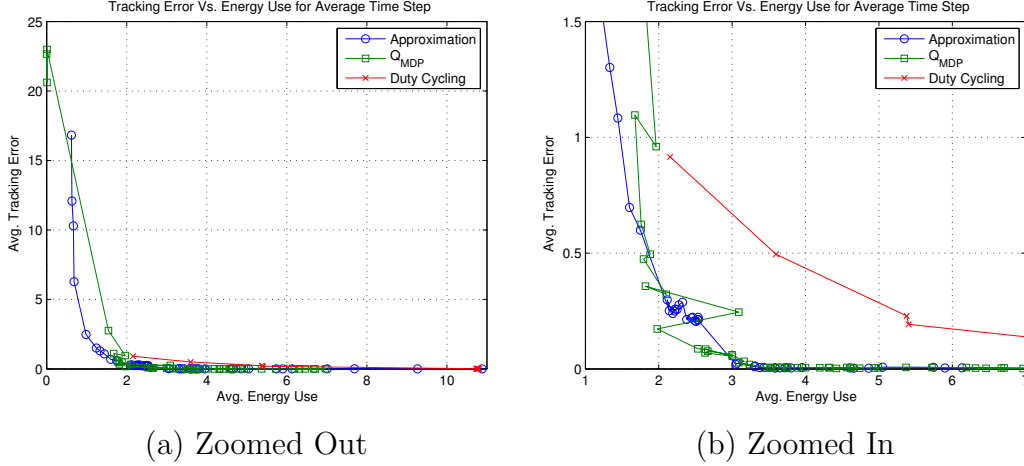 Tracking Error Vs. Energy Use for Average Time Step
25
20
15
10
5
0
0
2
4
6
8
10
Avg. Energy Use
Avg. Tracking Error
Approximation
Q_MDP
Duty Cycling
(a) Zoomed Out
Tracking Error Vs. Energy Use for Average Time Step
1.5
1
0.5
0
1
2
3
4
5
6
7
Avg. Energy Use
Avg. Tracking Error
Approximation
Q_MDP
Duty Cycling
(b) Zoomed In